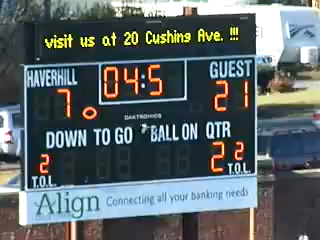 visit us at 20 Cushing Ave. !!!
HAVERHILL 04:5 GUEST
7 21
DAKTRONICS
DOWN TO GO BALL ON QTR
2 2 2
T.O.L. T.O.L.
Align Connecting all your banking needs